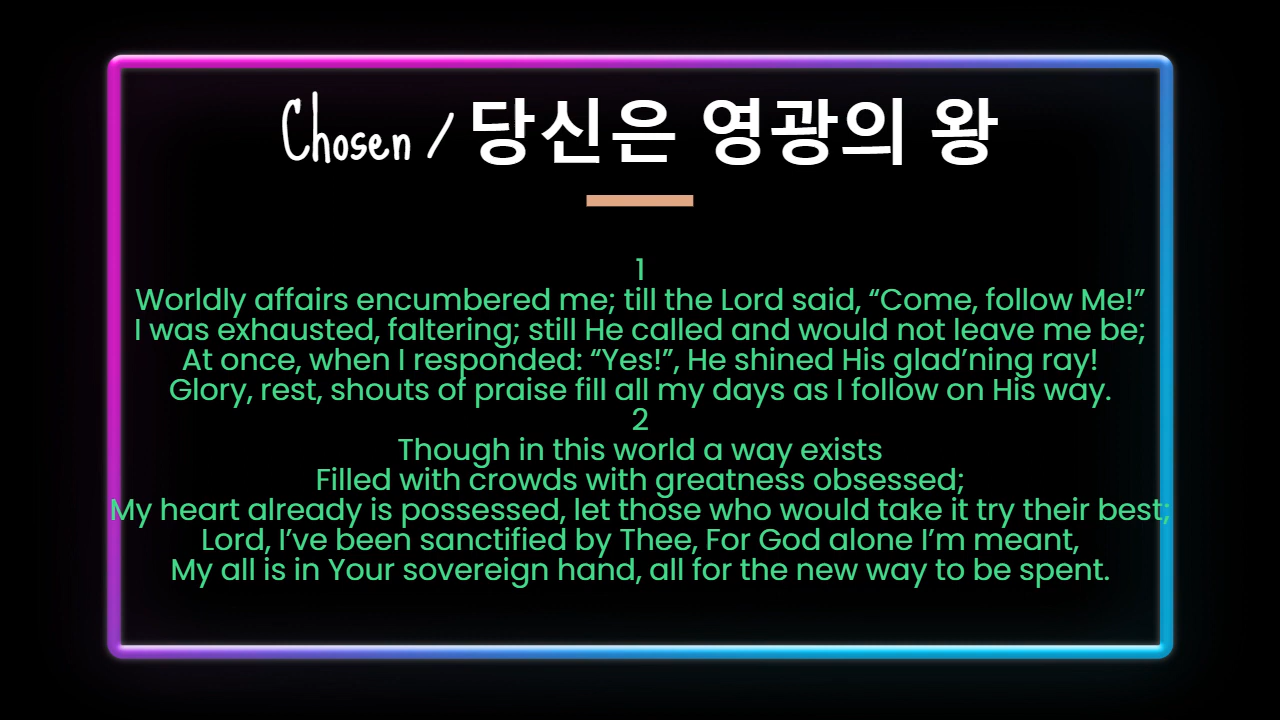 Chosen / 당신은 영광의 왕
1
Worldly affairs encumbered me; till the Lord said, “Come, follow Me!”
I was exhausted, faltering; still He called and would not leave me be;
At once, when I responded: “Yes!”, He shined His glad’ning ray!
Glory, rest, shouts of praise fill all my days as I follow on His way.
2
Though in this world a way exists
Filled with crowds with greatness obsessed;
My heart already is possessed, let those who would take it try their best;
Lord, I’ve been sanctified by Thee, For God alone I’m meant,
My all is in Your sovereign hand, all for the new way to be spent.